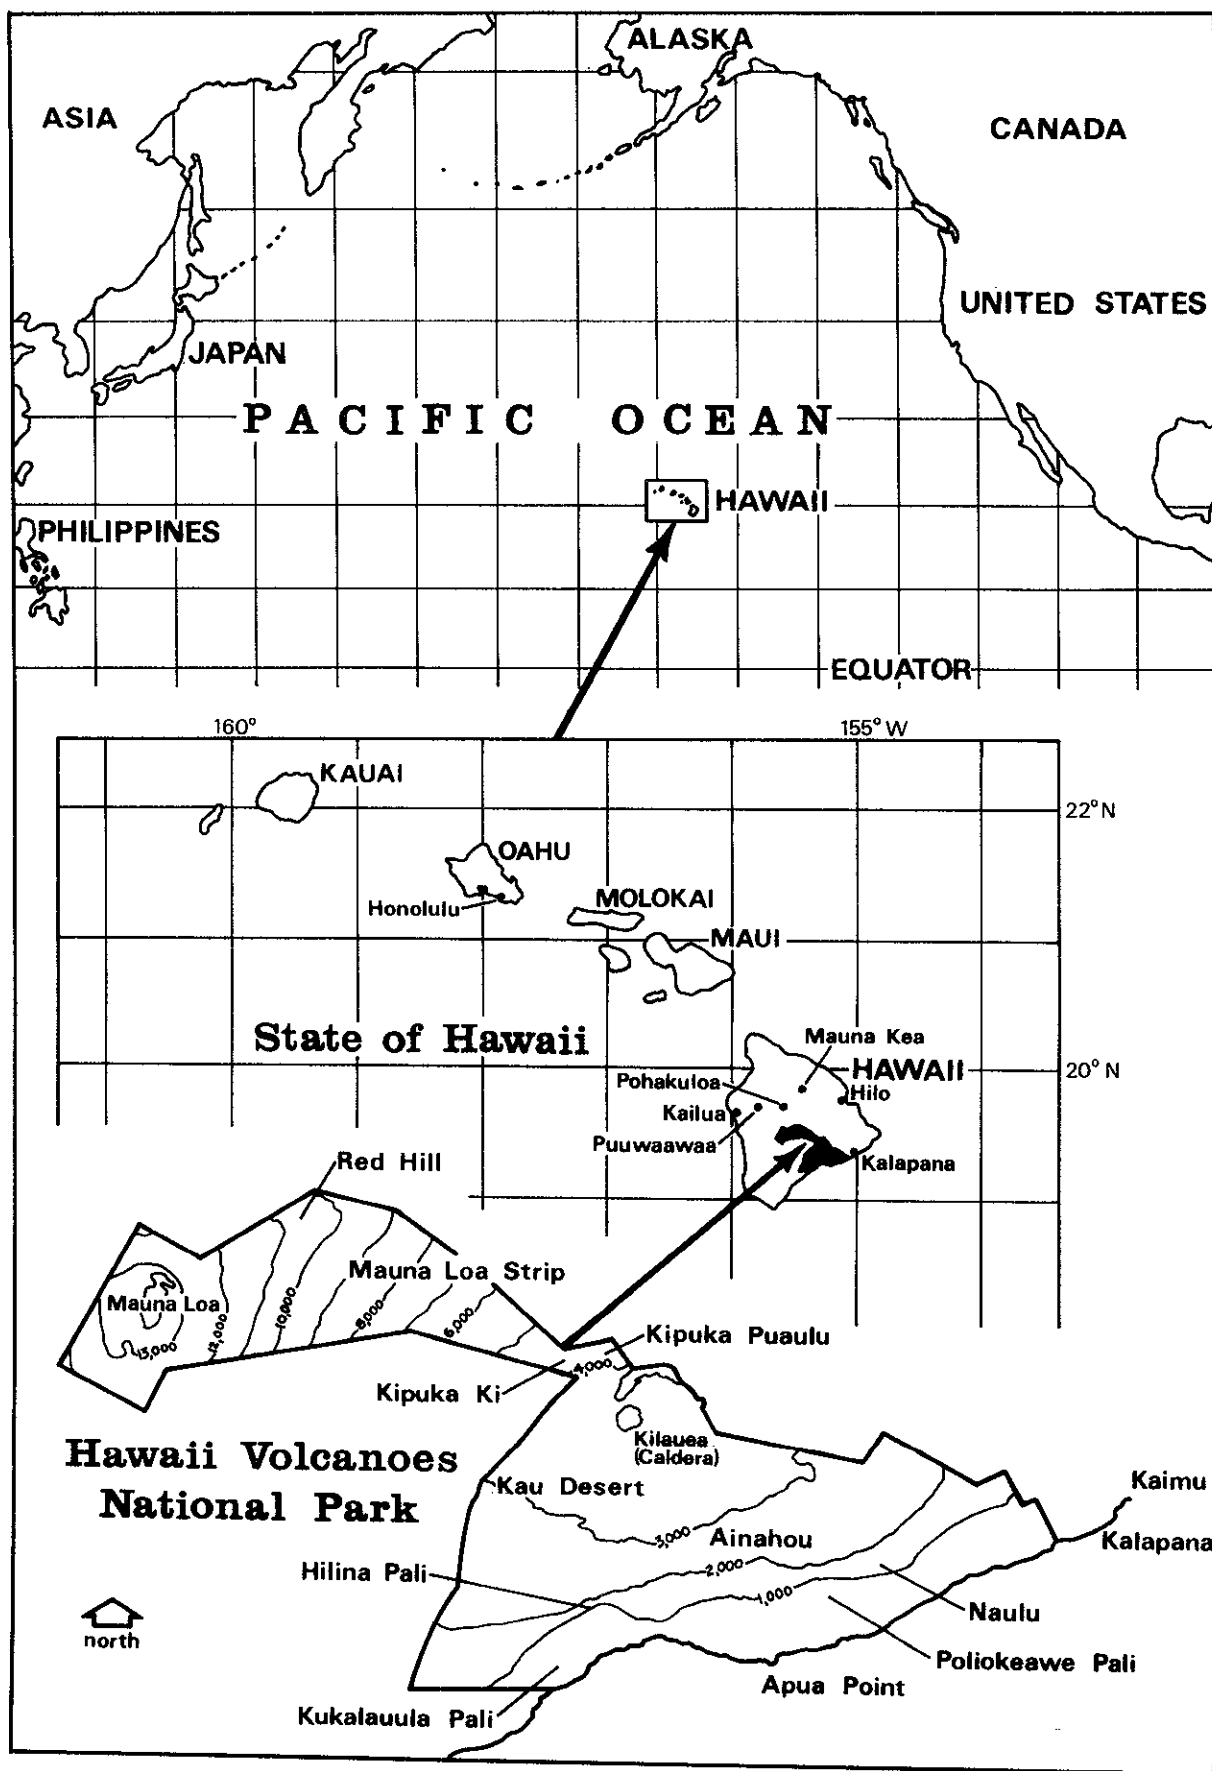 ALASKA
ASIA
CANADA
UNITED STATES
JAPAN
PACIFIC OCEAN
HAWAII
PHILIPPINES
EQUATOR
160°
155° W
KAUAI
22° N
OAHU
Honolulu
MOLOKAI
MAUI
State of Hawaii
Mauna Kea
HAWAII
20° N
Pohakuloa
Hilo
Kailua
Puuwaawaa
Kalapana
Red Hill
Mauna Loa Strip
Mauna Loa
13,000
12,000
10,000
8,000
6,000
Kipuka Puaulu
4,000
Kipuka Ki
Kilauea
(Caldera)
Hawaii Volcanoes
National Park
Kau Desert
Kaimu
3,000
Ainahou
Kalapana
2,000
Hilina Pali
1,000
Naulu
north
Poliokeawe Pali
Apua Point
Kukalauula Pali